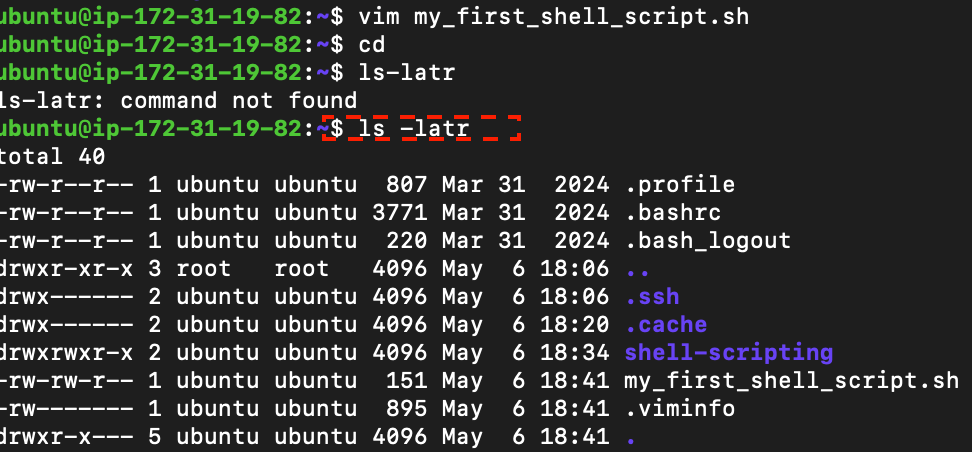 ubuntu@ip-172-31-19-82:~$ vim my_first_shell_script.sh
ubuntu@ip-172-31-19-82:~$ cd
ubuntu@ip-172-31-19-82:~$ ls-latr
ls-latr: command not found
ubuntu@ip-172-31-19-82:~$ ls -latr
total 40
-rw-r--r-- 1 ubuntu ubuntu  807 Mar 31  2024 .profile
-rw-r--r-- 1 ubuntu ubuntu 3771 Mar 31  2024 .bashrc
-rw-r--r-- 1 ubuntu ubuntu  220 Mar 31  2024 .bash_logout
drwxr-xr-x 3 root   root   4096 May  6 18:06 ..
drwx------ 2 ubuntu ubuntu 4096 May  6 18:06 .ssh
drwx------ 2 ubuntu ubuntu 4096 May  6 18:20 .cache
drwxrwxr-x 2 ubuntu ubuntu 4096 May  6 18:34 shell-scripting
-rw-rw-r-- 1 ubuntu ubuntu  151 May  6 18:41 my_first_shell_script.sh
-rw------- 1 ubuntu ubuntu  895 May  6 18:41 .viminfo
drwxr-x--- 5 ubuntu ubuntu 4096 May  6 18:41 .